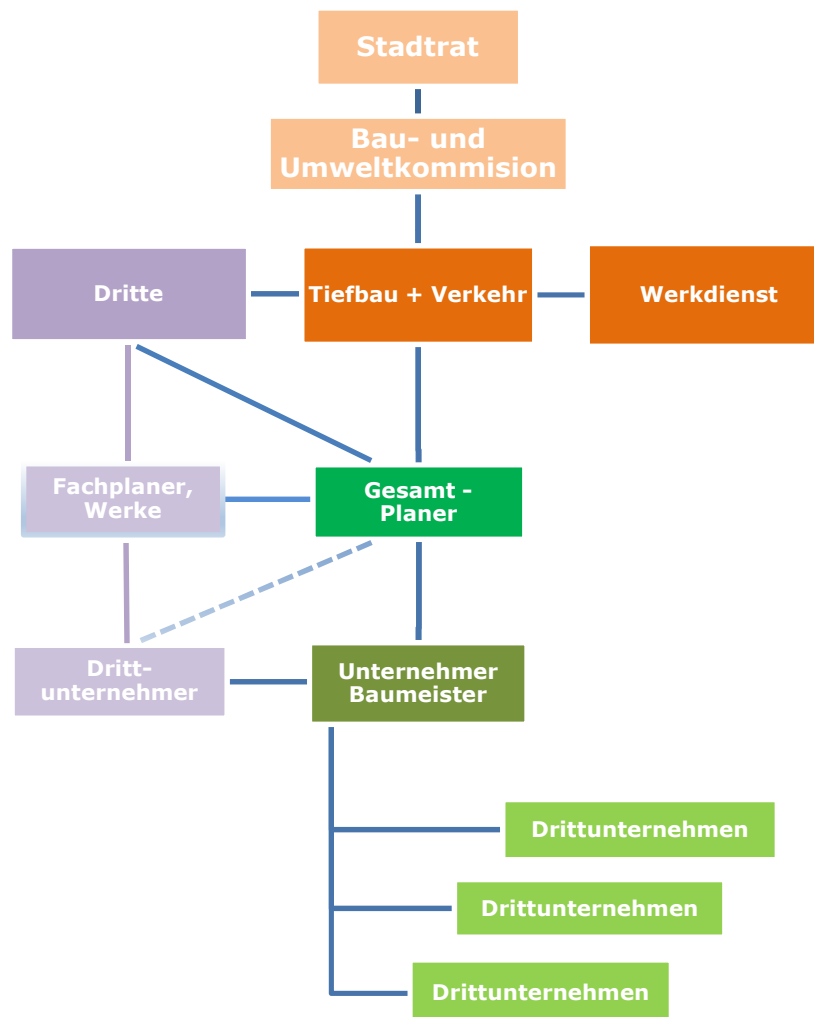 Stadtrat
Bau- und
Umweltkommision
Dritte
Tiefbau + Verkehr
Werkdienst
Fachplaner,
Werke
Gesamt -
Planer
Dritt-
unternehmer
Unternehmer
Baumeister
Drittunternehmen
Drittunternehmen
Drittunternehmen